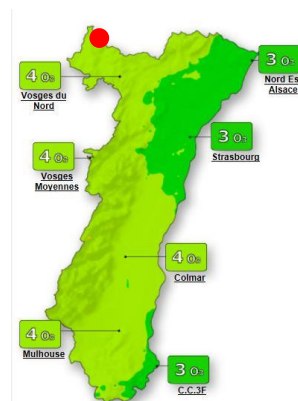 3 O₃
Nord Es
Alsace
4 O₃
Vosges du
Nord
3 O₃
Strasbourg
4 O₃
Vosges
Moyennes
4 O₃
Colmar
4 O₃
Mulhouse
3 O₃
C.C.3F